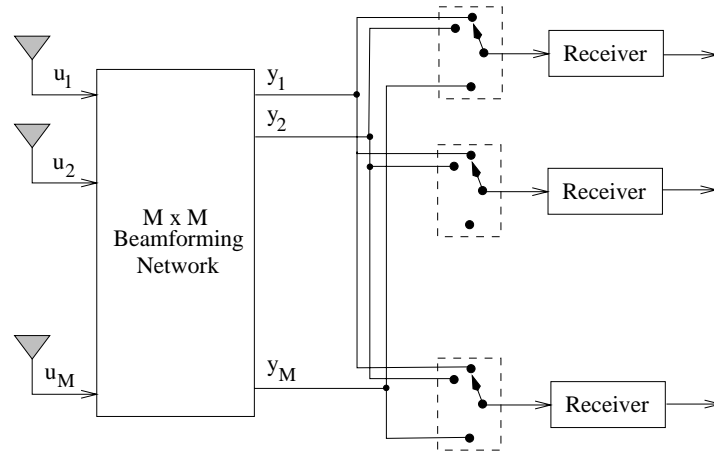 u1
y1
Receiver
y2
u2
Receiver
M x M
Beamforming
Network
uM
yM
Receiver